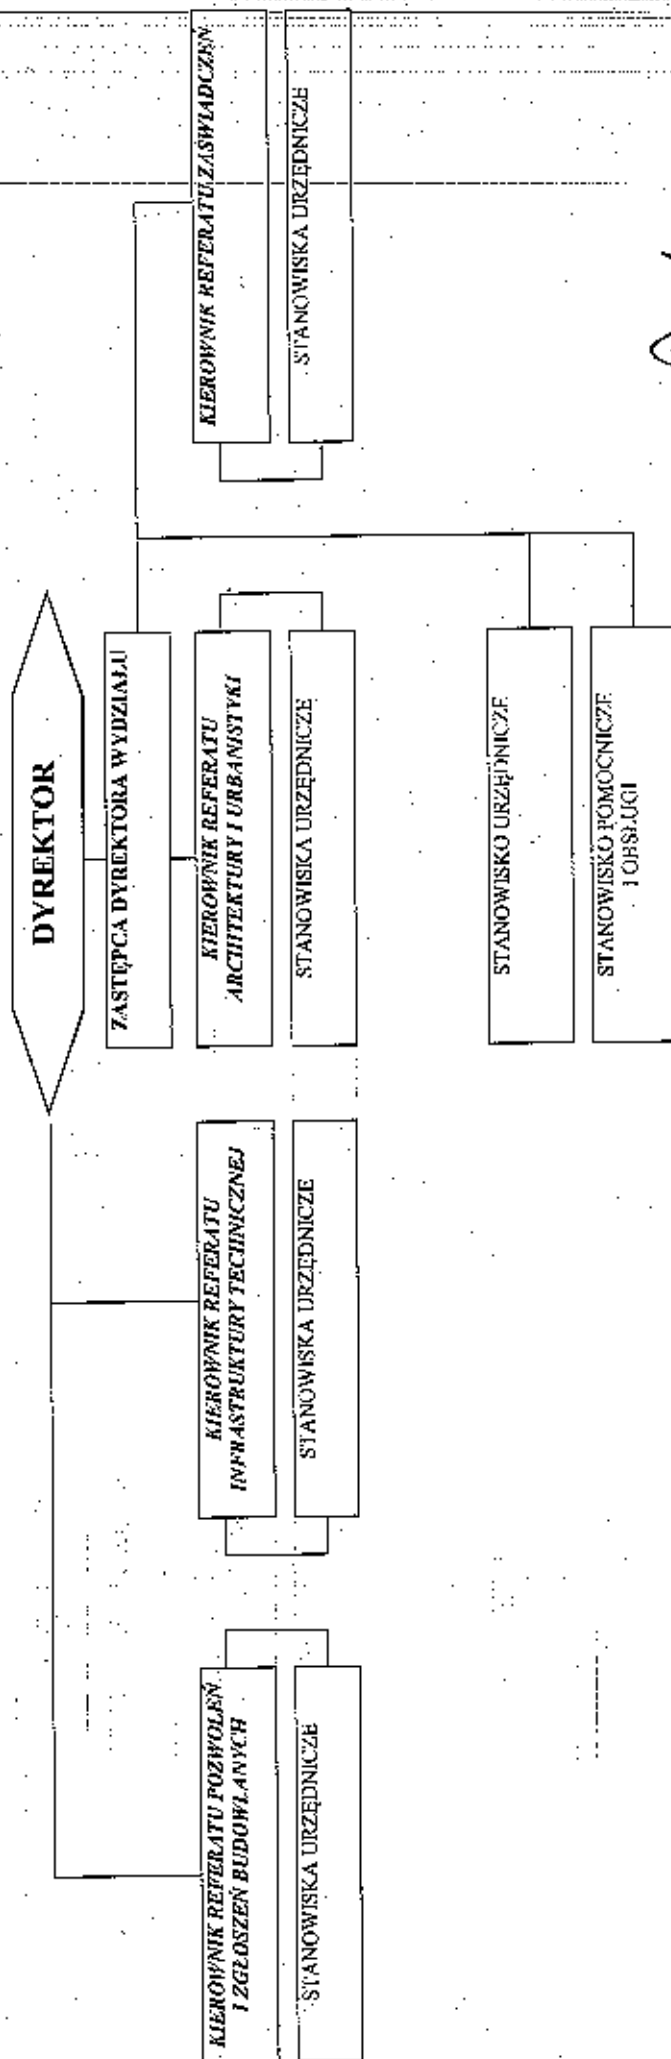 DYREKTOR
ZASTĘPCA DYREKTORA WYDZIAŁU
KIEROWNIK REFERATU POZWOLEŃ
I ZGŁOSZEŃ BUDOWLANYCH
STANOWISKA URZĘDNICZE
KIEROWNIK REFERATU
INFRASTRUKTURY TECHNICZNEJ
STANOWISKA URZĘDNICZE
KIEROWNIK REFERATU
ARCHITEKTURY I URBANISTYKI
STANOWISKA URZĘDNICZE
KIEROWNIK REFERATU ZAŚWIADCZEŃ
STANOWISKA URZĘDNICZE
STANOWISKO URZĘDNICZE
STANOWISKO POMOCNICZE
I OBSŁUGI